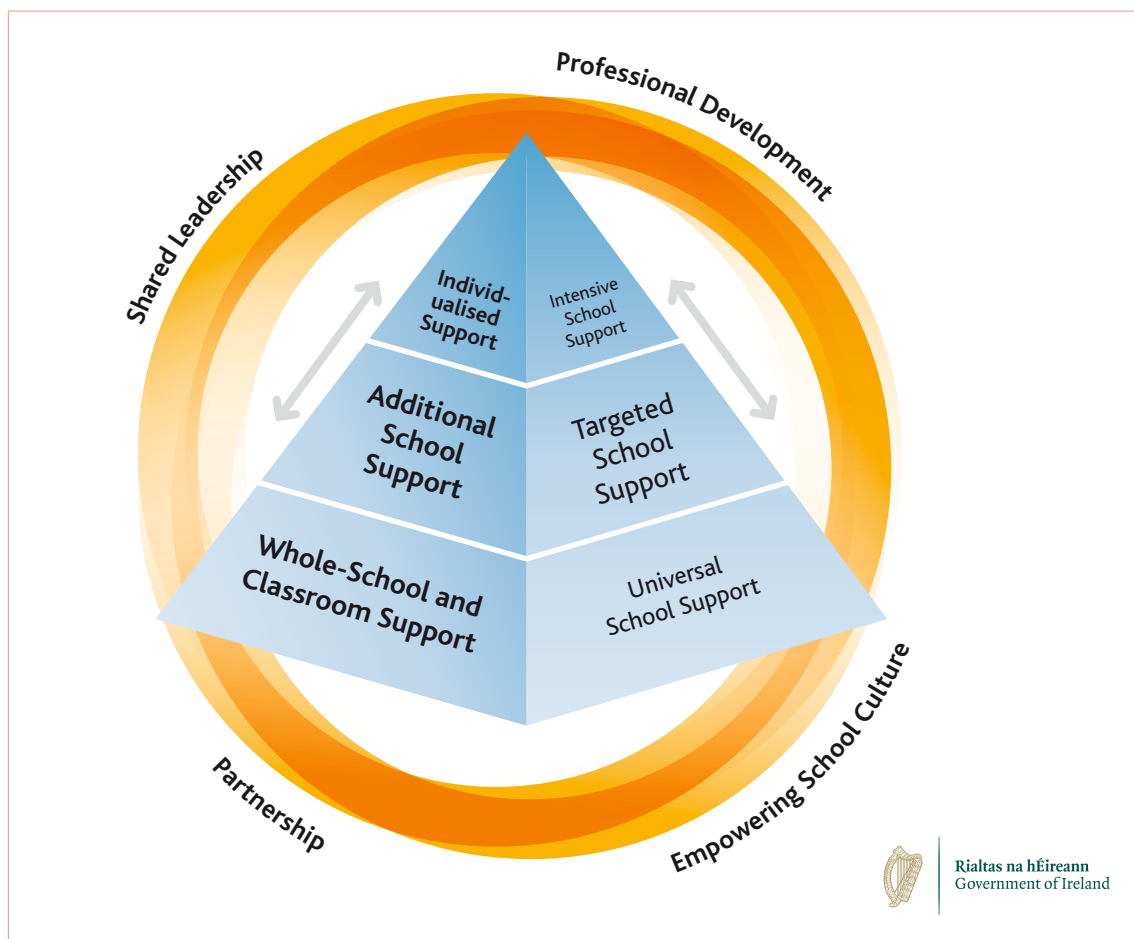 Professional Development
Shared Leadership
Individ-
ualised
Support
Intensive
School
Support
Additional
School
Support
Targeted
School
Support
Whole-School and
Classroom Support
Universal
School Support
Partnership
Empowering School Culture
Rialtas na hÉireann
Government of Ireland